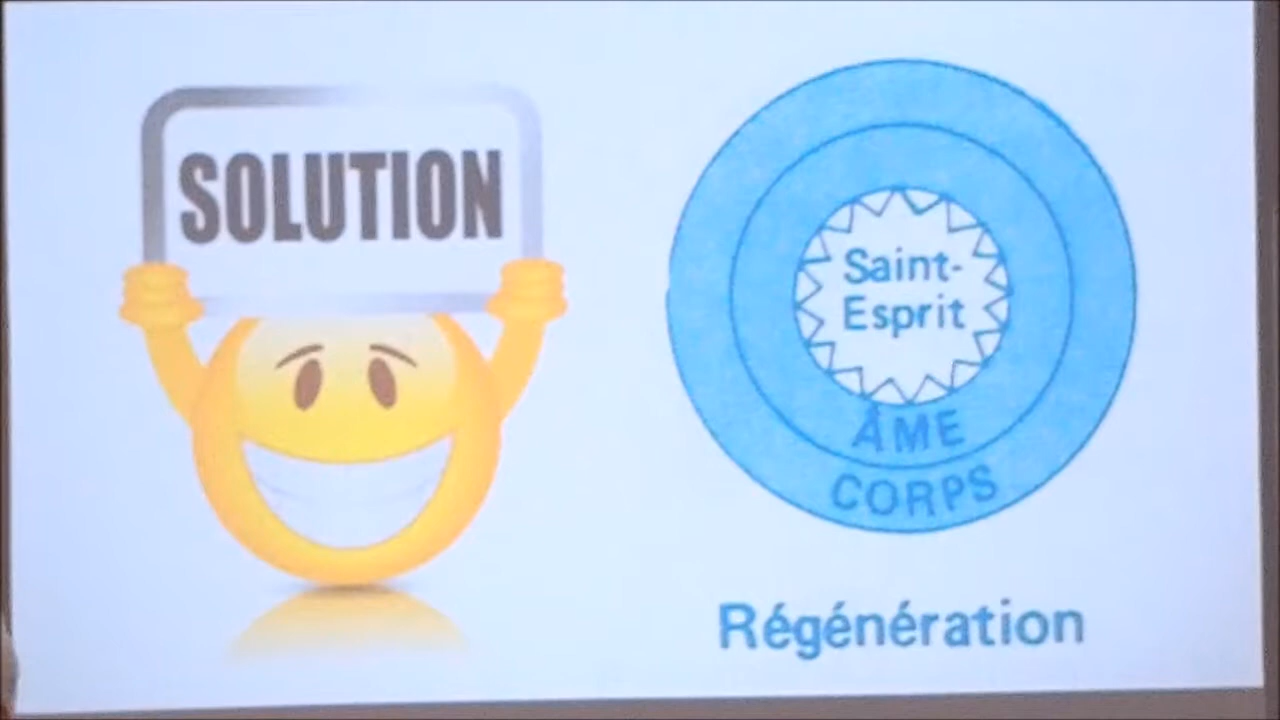 SOLUTION
Saint-
Esprit
ÂME
CORPS
Régénération